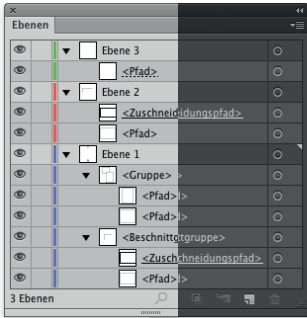 Ebenen
Ebene 3
<Pfad>
Ebene 2
<Zuschneidungspfad>
<Pfad>
Ebene 1
<Gruppe>
<Pfad>
<Pfad>
<Beschnittgruppe>
<Zuschneidungspfad>
<Pfad>
3 Ebenen